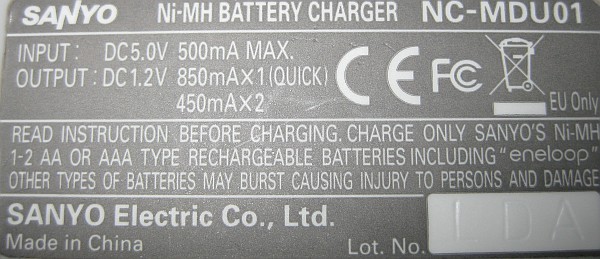 SANYO Ni-MH BATTERY CHARGER NC-MDU01
INPUT: DC5.0V 500mA MAX.
OUTPUT: DC1.2V 850mA×1(QUICK)
450mA×2
CE FC
EU Only
READ INSTRUCTION BEFORE CHARGING. CHARGE ONLY SANYO'S Ni-MH
1-2 AA OR AAA TYPE RECHARGEABLE BATTERIES INCLUDING "eneloop"
OTHER TYPES OF BATTERIES MAY BURST CAUSING INJURY TO PERSONS AND DAMAGE
SANYO Electric Co., Ltd.
Made in China Lot. No. LDA